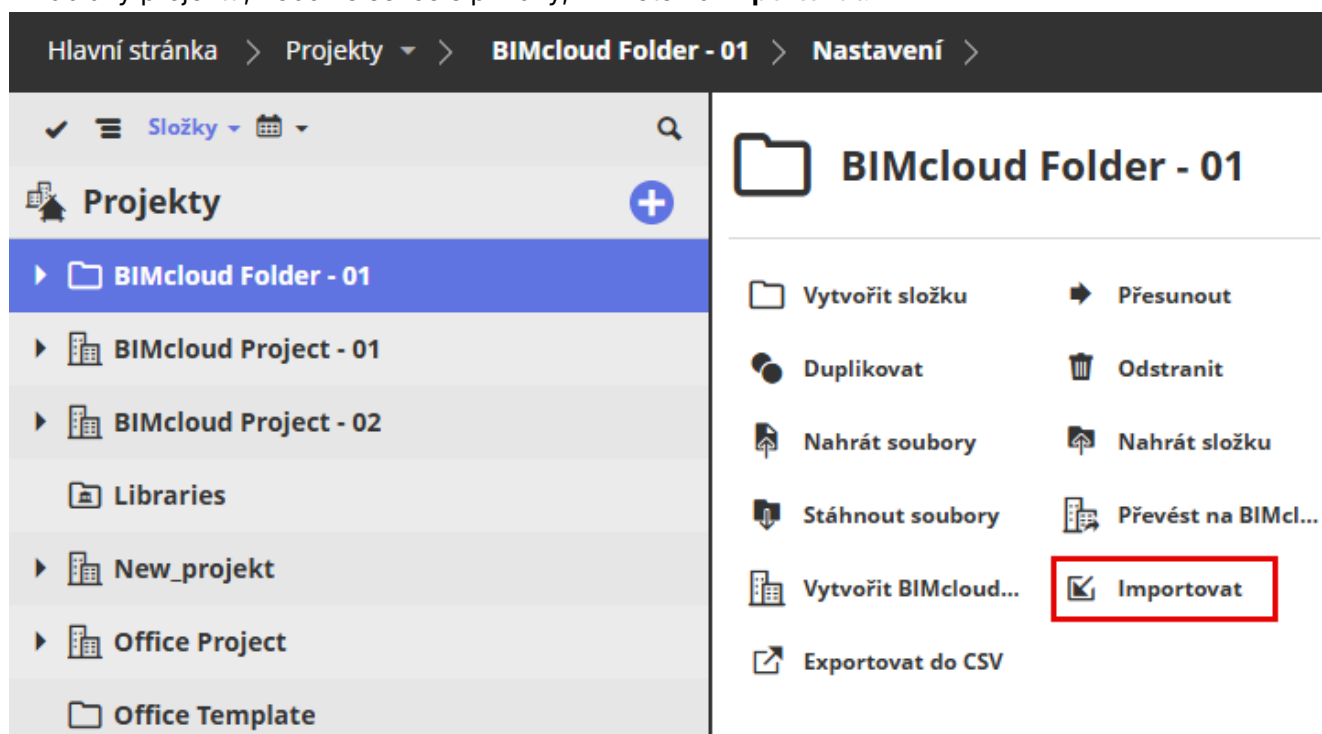 Hlavní stránka > Projekty > BIMcloud Folder - 01 > Nastavení >
Složky
Projekty
BIMcloud Folder - 01
BIMcloud Project - 01
BIMcloud Project - 02
Libraries
New_projekt
Office Project
Office Template
BIMcloud Folder - 01
Vytvořit složku
Přesunout
Duplikovat
Odstranit
Nahrát soubory
Nahrát složku
Stáhnout soubory
Převést na BIMcl...
Vytvořit BIMcloud...
Importovat
Exportovat do CSV